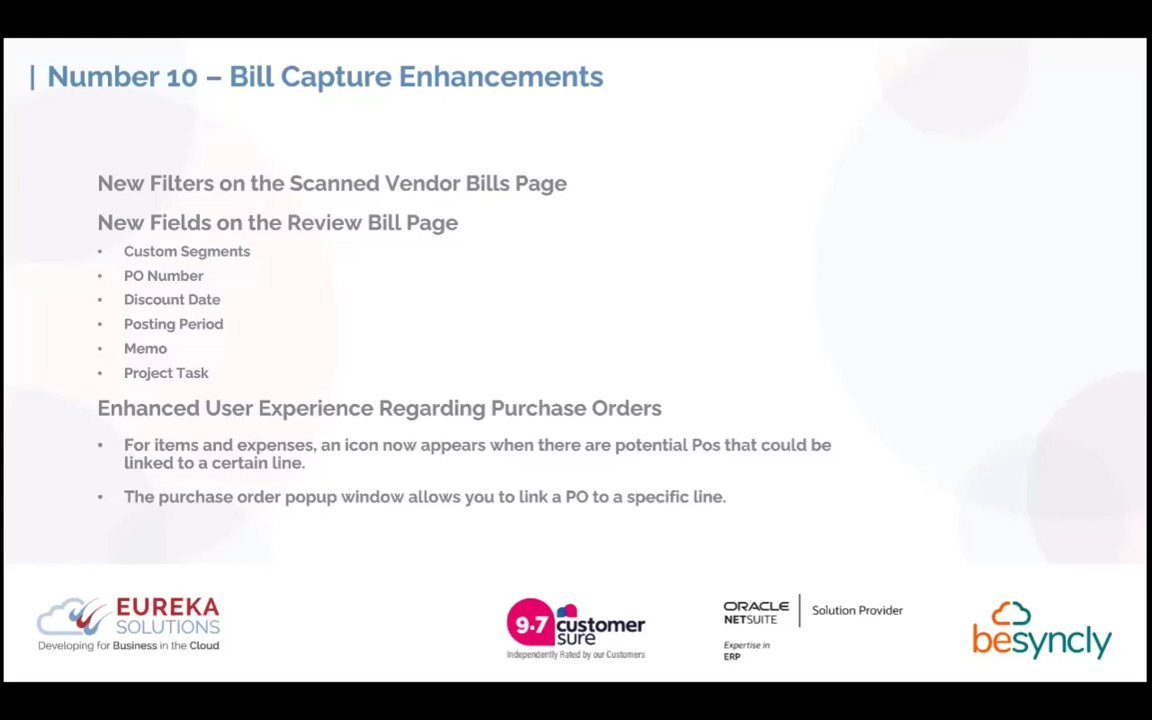 | Number 10 – Bill Capture Enhancements
New Filters on the Scanned Vendor Bills Page
New Fields on the Review Bill Page
• Custom Segments
• PO Number
• Discount Date
• Posting Period
• Memo
• Project Task
Enhanced User Experience Regarding Purchase Orders
• For items and expenses, an icon now appears when there are potential Pos that could be
linked to a certain line.
• The purchase order popup window allows you to link a PO to a specific line.
EUREKA
SOLUTIONS
Developing for Business in the Cloud
9.7 customer
sure
Independently Rated by our Customers
ORACLE
NETSUITE
Solution Provider
Expertise in
ERP
besyncly